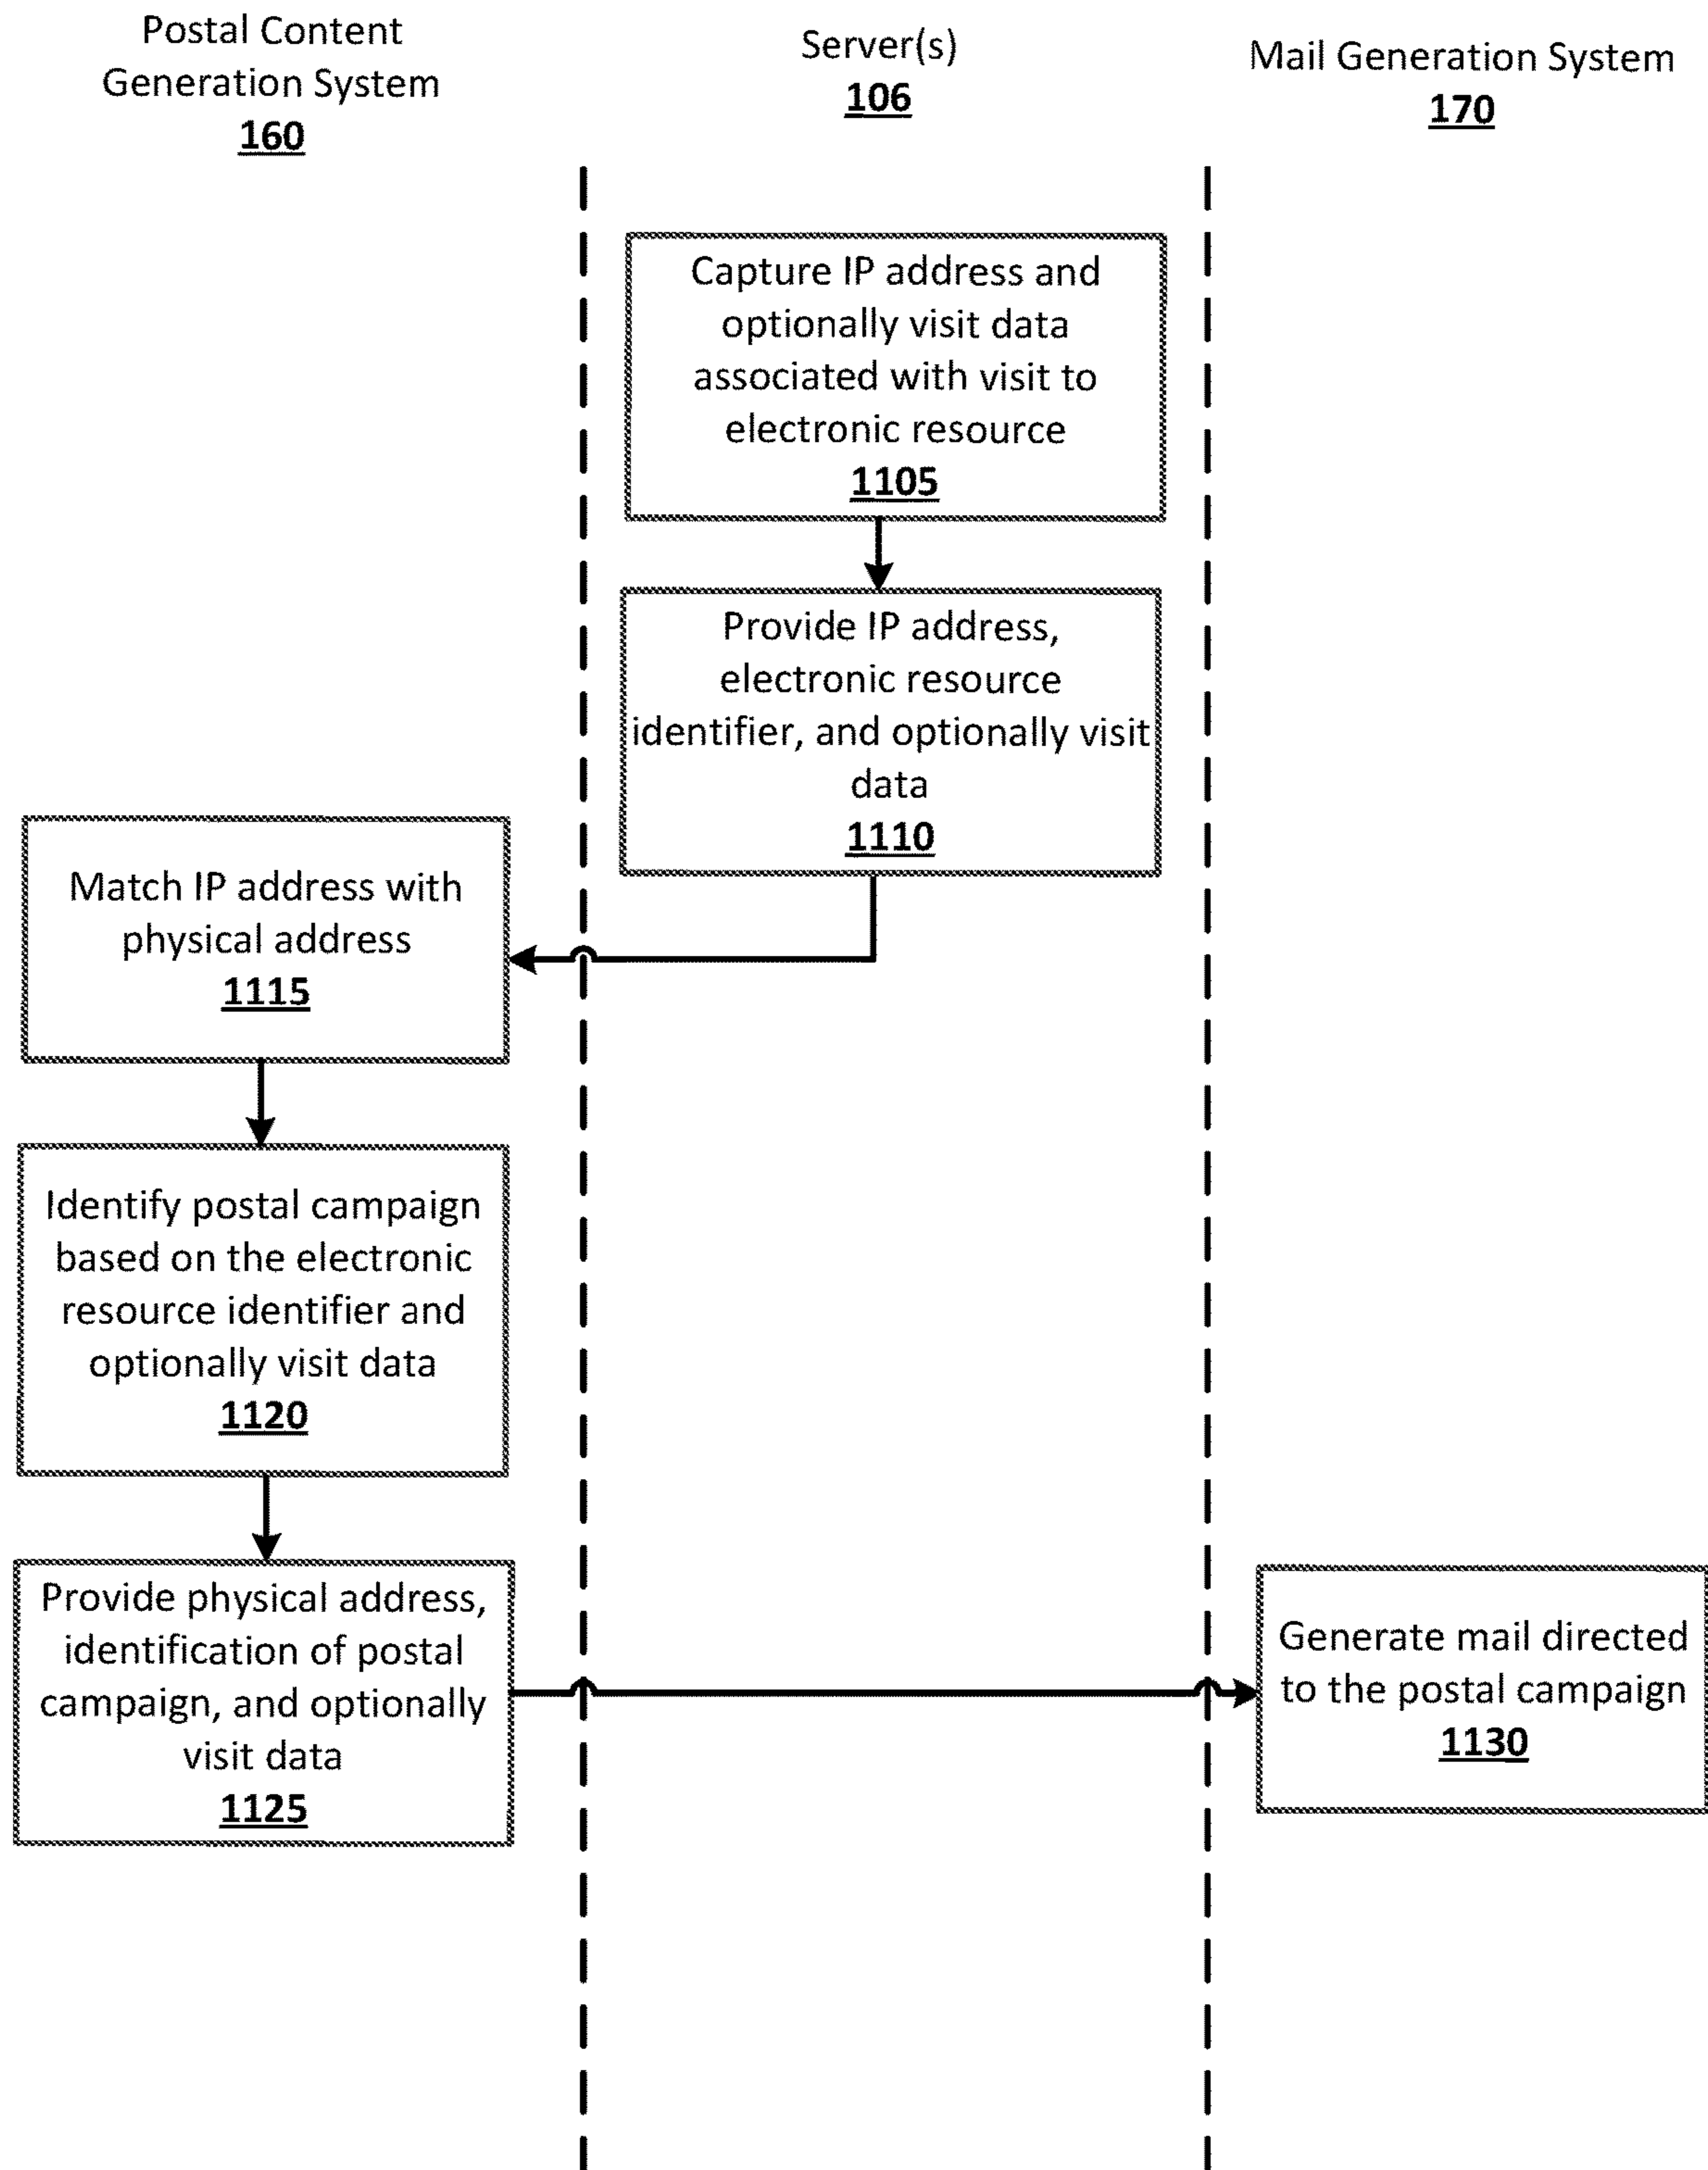 Postal Content
Generation System
160
Server(s)
106
Mail Generation System
170
Capture IP address and
optionally visit data
associated with visit to
electronic resource
1105
Provide IP address,
electronic resource
identifier, and optionally visit
data
1110
Match IP address with
physical address
1115
Identify postal campaign
based on the electronic
resource identifier and
optionally visit data
1120
Provide physical address,
identification of postal
campaign, and optionally
visit data
1125
Generate mail directed
to the postal campaign
1130